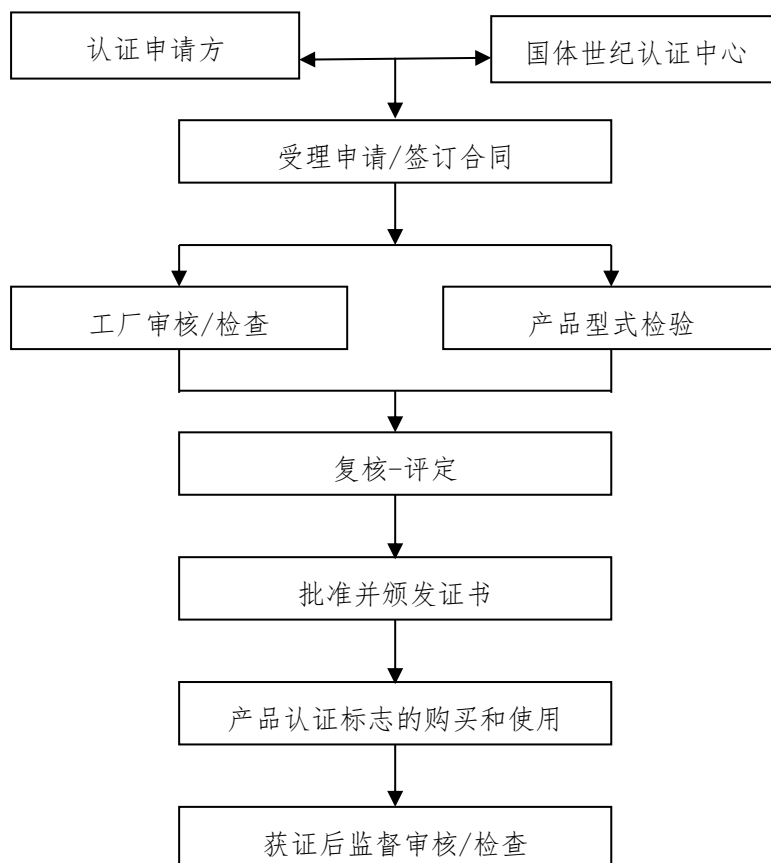 认证申请方
国体世纪认证中心
受理申请/签订合同
工厂审核/检查
产品型式检验
复核-评定
批准并颁发证书
产品认证标志的购买和使用
获证后监督审核/检查